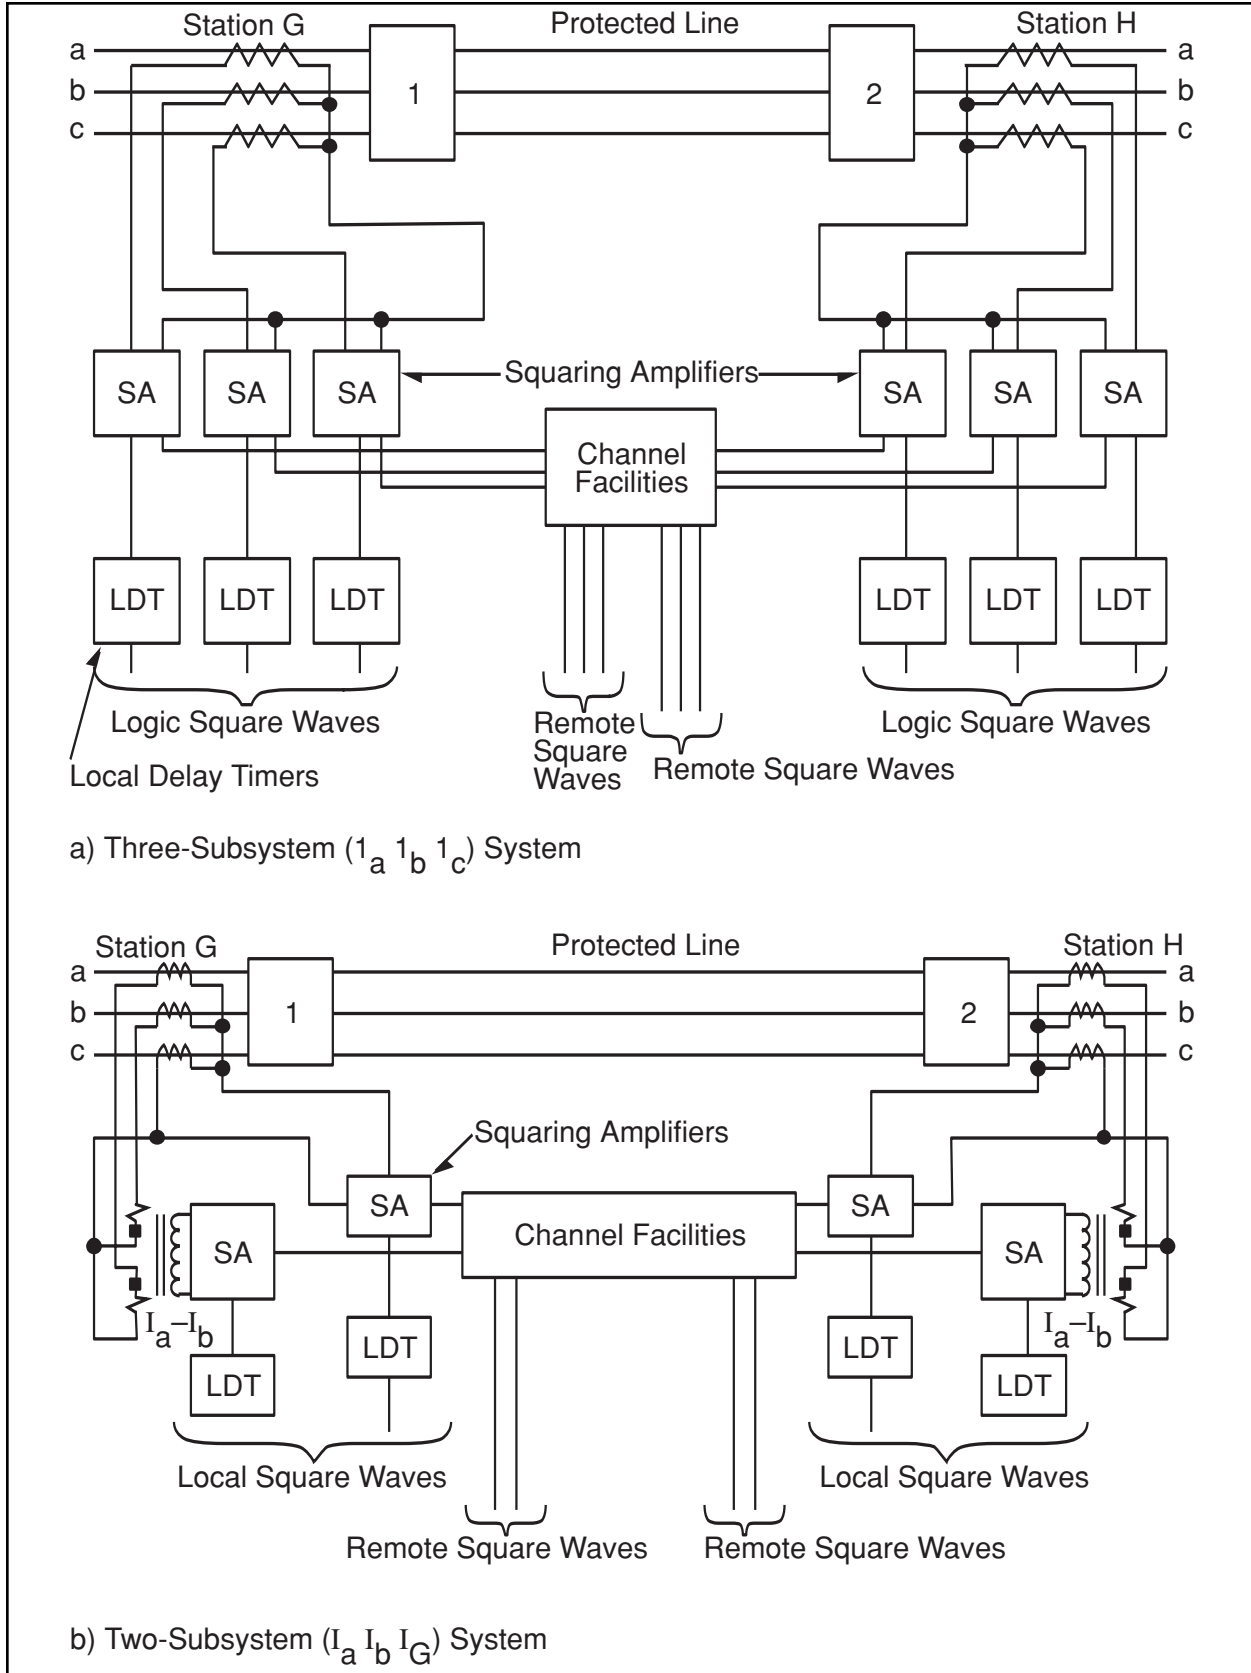 Station G
Protected Line
Station H
a
b
c
1
2
a
b
c
Squaring Amplifiers
SA
SA
SA
SA
SA
SA
Channel
Facilities
LDT
LDT
LDT
LDT
LDT
LDT
Logic Square Waves
Remote
Square
Waves
Logic Square Waves
Local Delay Timers
Remote Square Waves
a) Three-Subsystem (1a 1b 1c) System
Station G
Protected Line
Station H
a
b
c
1
2
a
b
c
Squaring Amplifiers
SA
SA
SA
Channel Facilities
SA
Ia–Ib
Ia–Ib
LDT
LDT
LDT
LDT
Local Square Waves
Local Square Waves
Remote Square Waves
Remote Square Waves
b) Two-Subsystem (Ia Ib IG) System